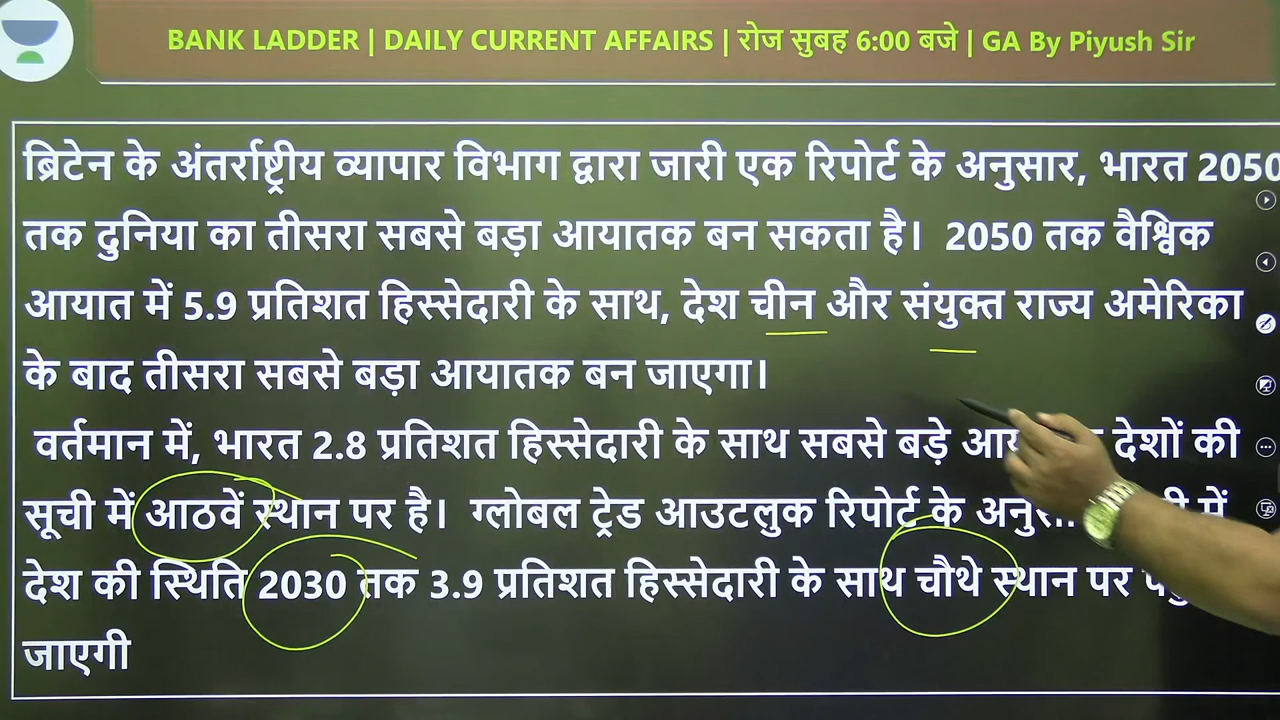 BANK LADDER | DAILY CURRENT AFFAIRS | रोज सुबह 6:00 बजे | GA By Piyush Sir
ब्रिटेन के अंतर्राष्ट्रीय व्यापार विभाग द्वारा जारी एक रिपोर्ट के अनुसार, भारत 2050
तक दुनिया का तीसरा सबसे बड़ा आयातक बन सकता है। 2050 तक वैश्विक
आयात में 5.9 प्रतिशत हिस्सेदारी के साथ, देश चीन और संयुक्त राज्य अमेरिका
के बाद तीसरा सबसे बड़ा आयातक बन जाएगा।
वर्तमान में, भारत 2.8 प्रतिशत हिस्सेदारी के साथ सबसे बड़े देशों की
सूची में आठवें स्थान पर है। ग्लोबल ट्रेड आउटलुक रिपोर्ट के में
देश की स्थिति 2030 तक 3.9 प्रतिशत हिस्सेदारी के साथ चौथे स्थान पर
जाएगी